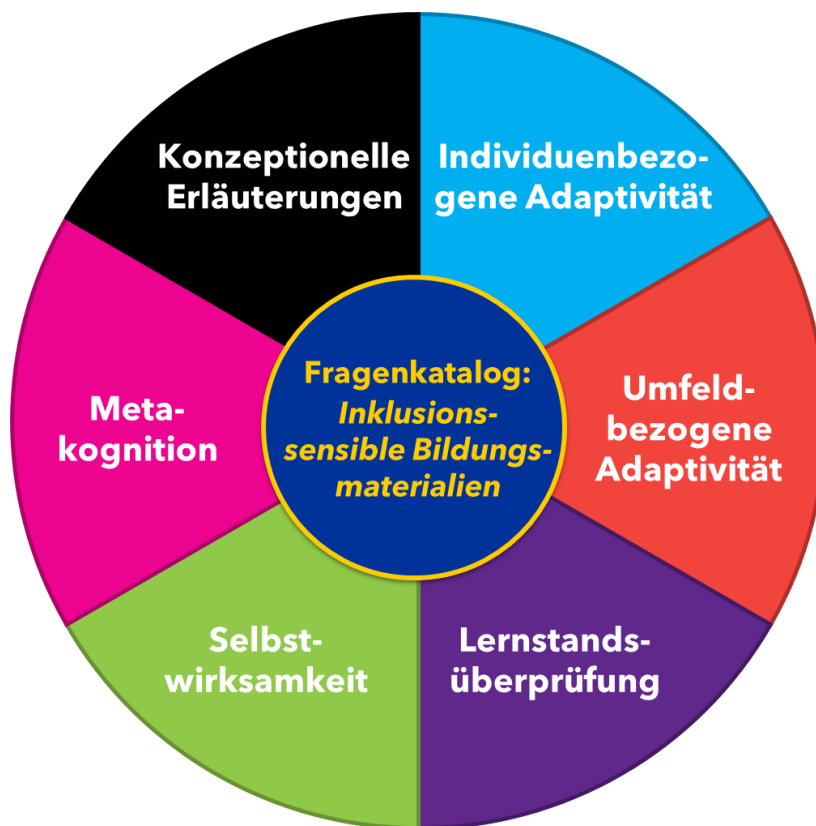 Konzeptionelle
Erläuterungen
Individuenbezo-
gene Adaptivität
Umfeld-
bezogene
Adaptivität
Lernstands-
überprüfung
Selbst-
wirksamkeit
Meta-
kognition
Fragenkatalog:
Inklusions-
sensible Bildungs-
materialien